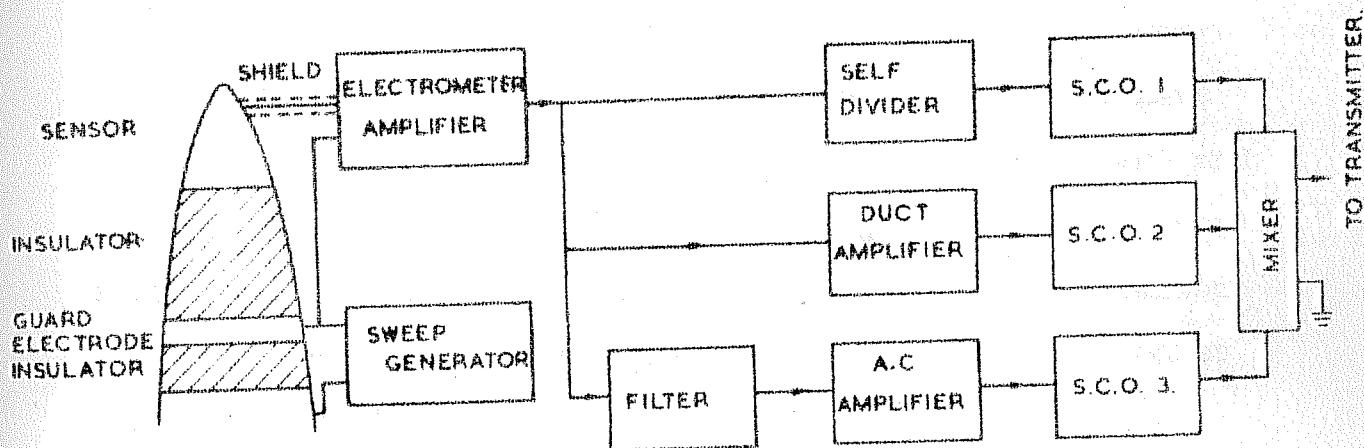 SHIELD
SENSOR
INSULATOR
GUARD
ELECTRODE
INSULATOR
ELECTROMETER
AMPLIFIER
SWEEP
GENERATOR
SELF
DIVIDER
S.C.O. 1
DUCT
AMPLIFIER
S.C.O. 2
FILTER
A.C
AMPLIFIER
S.C.O. 3.
MIXER
TO TRANSMITTER.